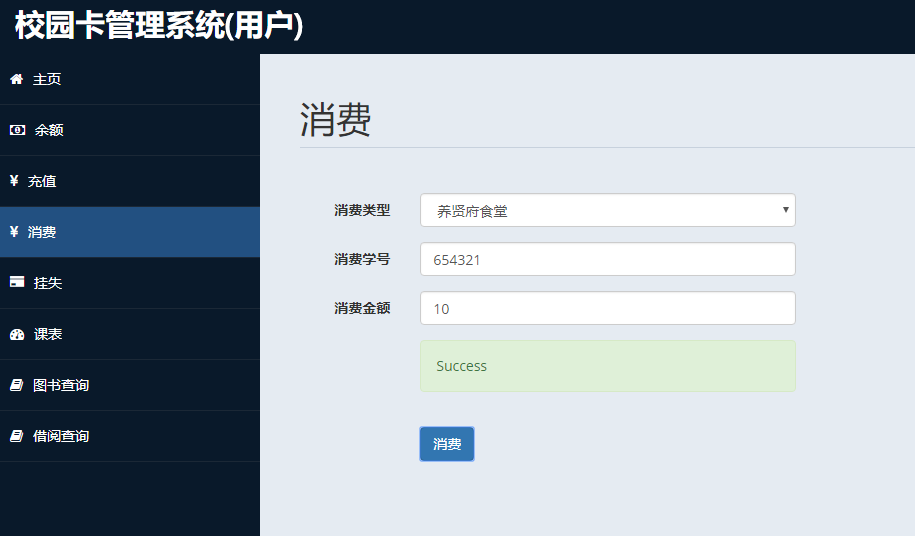 校园卡管理系统(用户)
主页
余额
¥ 充值
¥ 消费
挂失
课表
图书查询
借阅查询
消费
消费类型 养贤府食堂
消费学号 654321
消费金额 10
Success
消费